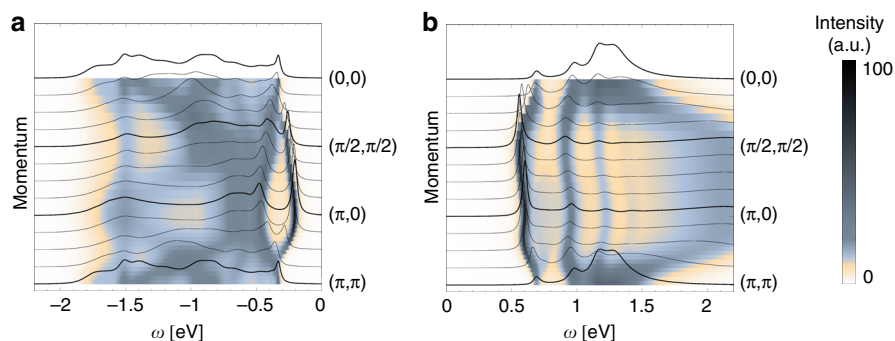 a
Momentum
(0,0)
(π/2,π/2)
(π,0)
(π,π)
−2
−1.5
−1
−0.5
0
ω [eV]
b
Momentum
(0,0)
(π/2,π/2)
(π,0)
(π,π)
0
0.5
1
1.5
2
ω [eV]
Intensity
(a.u.)
100
0